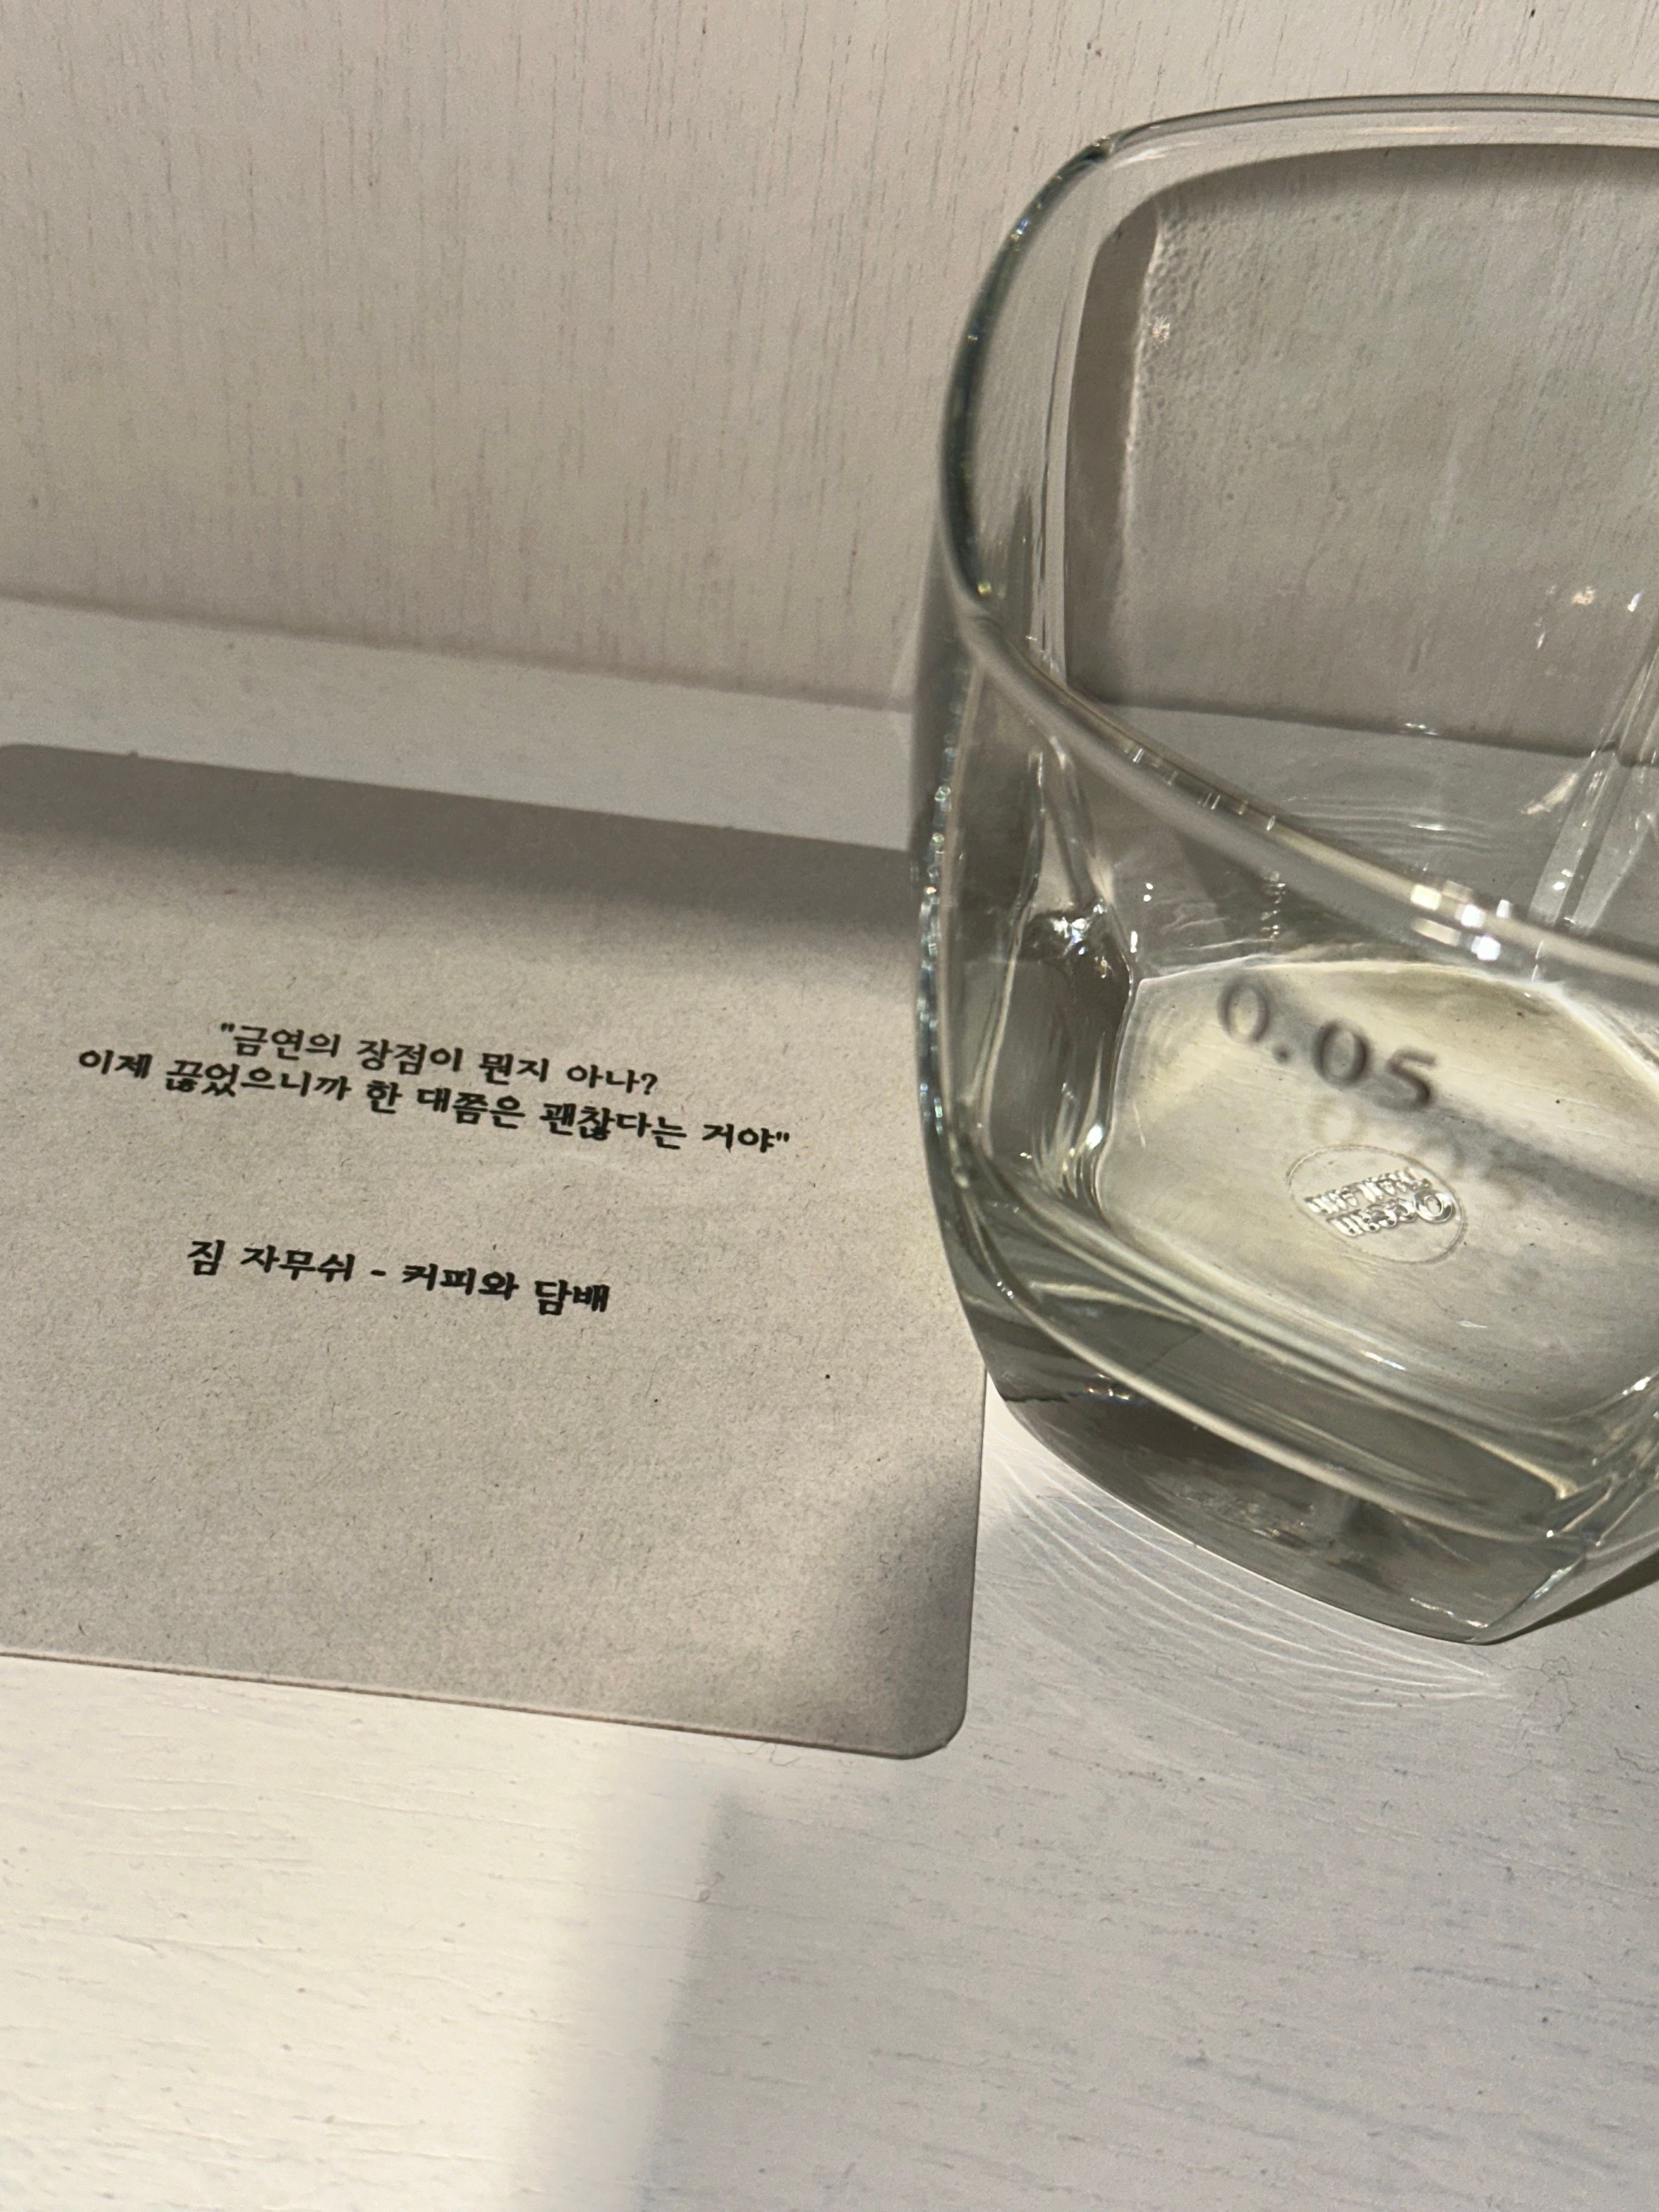 "금연의 장점이 뭔지 아나?
이제 끊었으니까 한 대쯤은 괜찮다는 거야"
짐 자무쉬 - 커피와 담배
0.05
Ocean
THAILAND